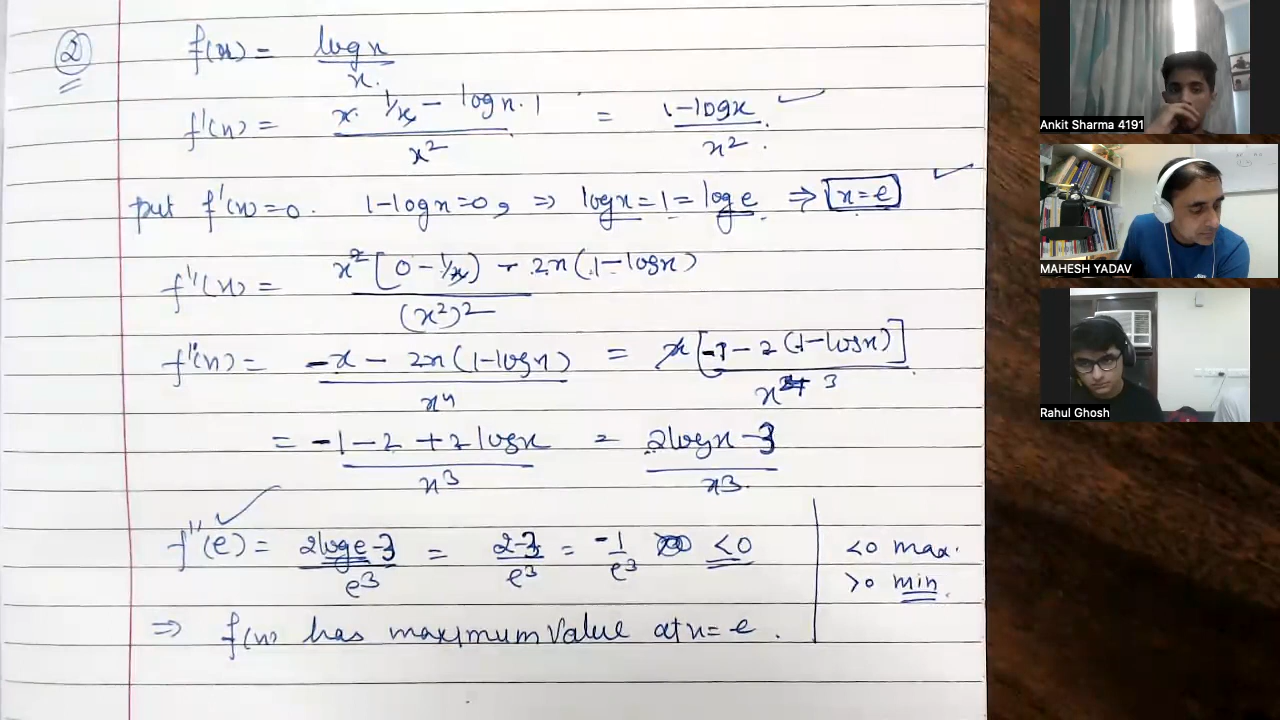 ② f(x) = log x / x.
f'(x) = x. 1/x - log x. 1 / x² = 1-log x / x². ✓
put f'(x)=0. 1-log x=0, ⇒ log x=1=log e ⇒ x=e ✓
f''(x) = x² [0-1/x) - 2x(1-log x) / (x²)²
f''(x) = -x - 2x(1-log x) / x⁴ = x[-1-2(1-log x)] / x³
= -1-2+2 log x / x³ = 2 log x-3 / x³
f''(e) = 2 log e-3 / e³ = 2-3 / e³ = -1 / e³ <0
<0 max.
>0 min.
⇒ f(x) has maximum value at x=e.
Ankit Sharma 4191
MAHESH YADAV
Rahul Ghosh